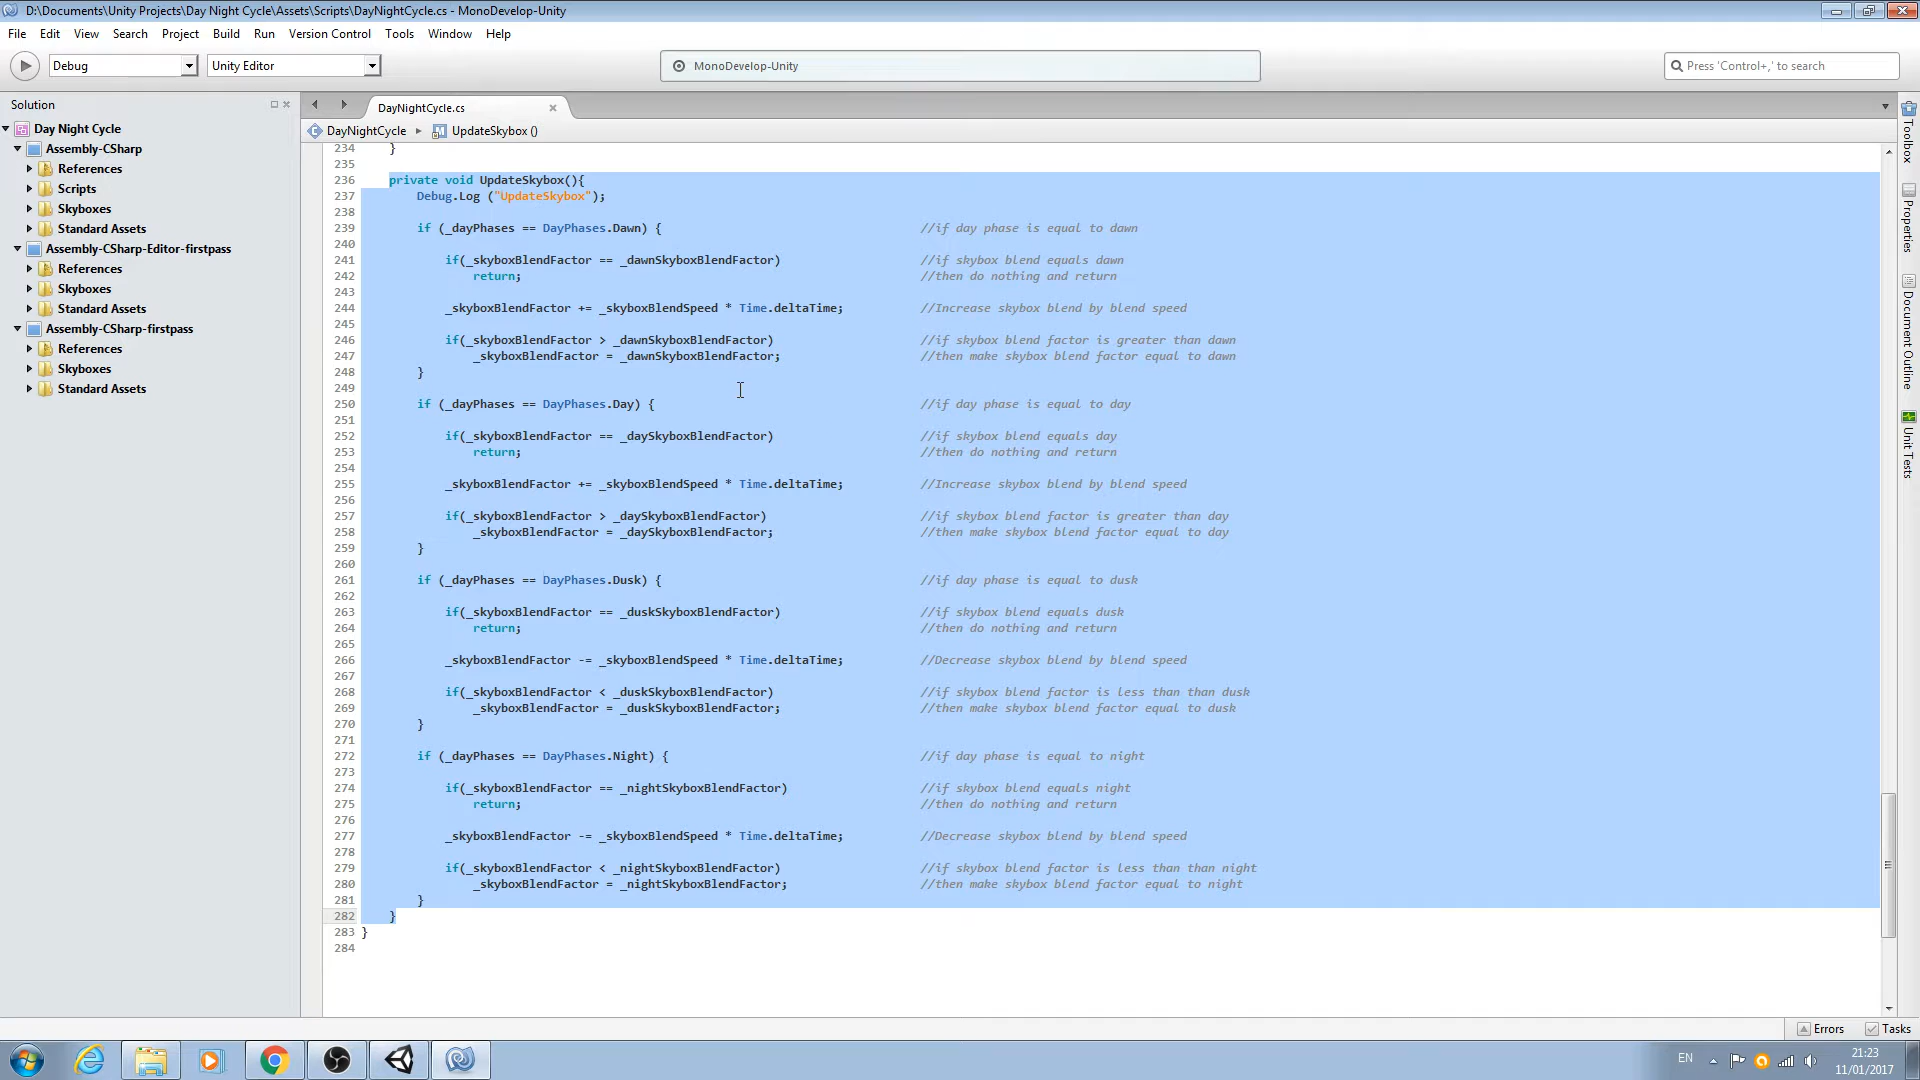 D:\Documents\Unity Projects\Day Night Cycle\Assets\Scripts\DayNightCycle.cs - MonoDevelop-Unity
File Edit View Search Project Build Run Version Control Tools Window Help
Debug Unity Editor MonoDevelop-Unity Press 'Control+,' to search
Solution
Day Night Cycle
Assembly-CSharp
References
Scripts
Skyboxes
Standard Assets
Assembly-CSharp-Editor-firstpass
References
Skyboxes
Standard Assets
Assembly-CSharp-firstpass
References
Skyboxes
Standard Assets
DayNightCycle.cs
DayNightCycle UpdateSkybox ()
234 }
235
236 private void UpdateSkybox(){
237 Debug.Log ("UpdateSkybox");
238
239 if (_dayPhases == DayPhases.Dawn) { //if day phase is equal to dawn
240
241 if(_skyboxBlendFactor == _dawnSkyboxBlendFactor) //if skybox blend equals dawn
242 return; //then do nothing and return
243
244 _skyboxBlendFactor += _skyboxBlendSpeed * Time.deltaTime; //Increase skybox blend by blend speed
245
246 if(_skyboxBlendFactor > _dawnSkyboxBlendFactor) //if skybox blend factor is greater than dawn
247 _skyboxBlendFactor = _dawnSkyboxBlendFactor; //then make skybox blend factor equal to dawn
248 }
249
250 if (_dayPhases == DayPhases.Day) { //if day phase is equal to day
251
252 if(_skyboxBlendFactor == _daySkyboxBlendFactor) //if skybox blend equals day
253 return; //then do nothing and return
254
255 _skyboxBlendFactor += _skyboxBlendSpeed * Time.deltaTime; //Increase skybox blend by blend speed
256
257 if(_skyboxBlendFactor > _daySkyboxBlendFactor) //if skybox blend factor is greater than day
258 _skyboxBlendFactor = _daySkyboxBlendFactor; //then make skybox blend factor equal to day
259 }
260
261 if (_dayPhases == DayPhases.Dusk) { //if day phase is equal to dusk
262
263 if(_skyboxBlendFactor == _duskSkyboxBlendFactor) //if skybox blend equals dusk
264 return; //then do nothing and return
265
266 _skyboxBlendFactor -= _skyboxBlendSpeed * Time.deltaTime; //Decrease skybox blend by blend speed
267
268 if(_skyboxBlendFactor < _duskSkyboxBlendFactor) //if skybox blend factor is less than than dusk
269 _skyboxBlendFactor = _duskSkyboxBlendFactor; //then make skybox blend factor equal to dusk
270 }
271
272 if (_dayPhases == DayPhases.Night) { //if day phase is equal to night
273
274 if(_skyboxBlendFactor == _nightSkyboxBlendFactor) //if skybox blend equals night
275 return; //then do nothing and return
276
277 _skyboxBlendFactor -= _skyboxBlendSpeed * Time.deltaTime; //Decrease skybox blend by blend speed
278
279 if(_skyboxBlendFactor < _nightSkyboxBlendFactor) //if skybox blend factor is less than than night
280 _skyboxBlendFactor = _nightSkyboxBlendFactor; //then make skybox blend factor equal to night
281 }
282 }
283 }
284
Toolbox
Properties
Document Outline
Unit Tests
Errors Tasks
EN 21:23
11/01/2017